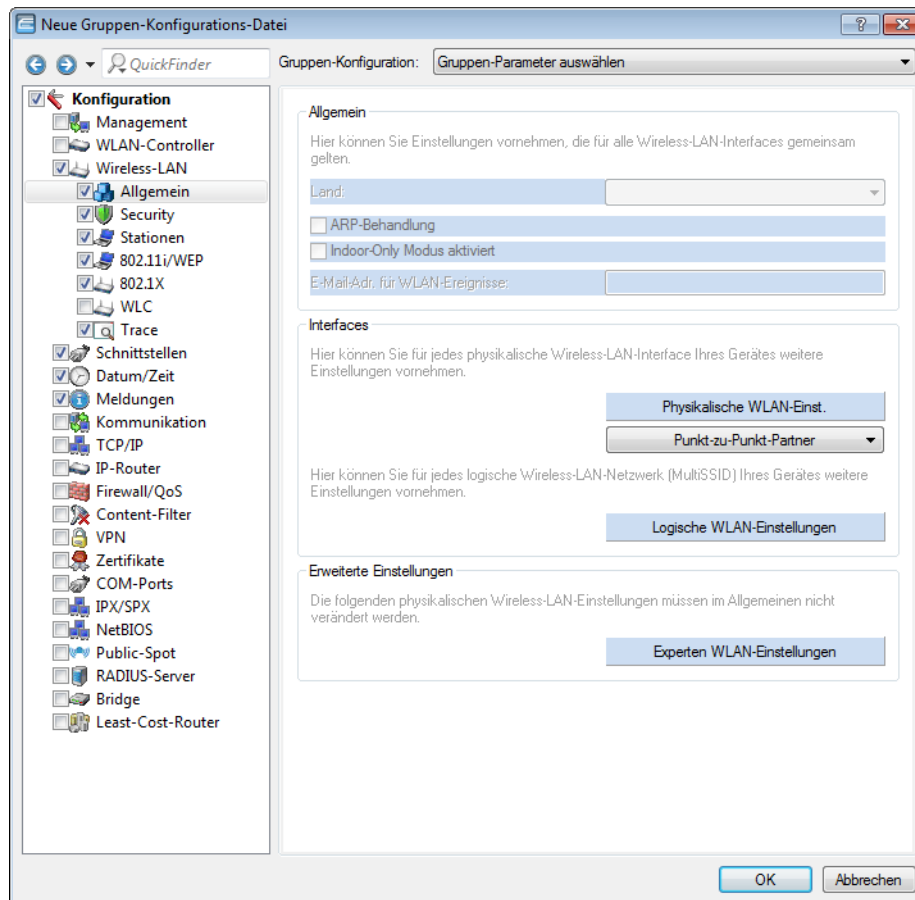 Neue Gruppen-Konfigurations-Datei
QuickFinder
Gruppen-Konfiguration:
Gruppen-Parameter auswählen
Konfiguration
Management
WLAN-Controller
Wireless-LAN
Allgemein
Security
Stationen
802.11i/WEP
802.1X
WLC
Trace
Schnittstellen
Datum/Zeit
Meldungen
Kommunikation
TCP/IP
IP-Router
Firewall/QoS
Content-Filter
VPN
Zertifikate
COM-Ports
IPX/SPX
NetBIOS
Public-Spot
RADIUS-Server
Bridge
Least-Cost-Router
Allgemein
Hier können Sie Einstellungen vornehmen, die für alle Wireless-LAN-Interfaces gemeinsam
gelten.
Land:
ARP-Behandlung
Indoor-Only Modus aktiviert
E-Mail-Adr. für WLAN-Ereignisse:
Interfaces
Hier können Sie für jedes physikalische Wireless-LAN-Interface Ihres Gerätes weitere
Einstellungen vornehmen.
Physikalische WLAN-Einst.
Punkt-zu-Punkt-Partner
Hier können Sie für jedes logische Wireless-LAN-Netzwerk (MultiSSID) Ihres Gerätes weitere
Einstellungen vornehmen.
Logische WLAN-Einstellungen
Erweiterte Einstellungen
Die folgenden physikalischen Wireless-LAN-Einstellungen müssen im Allgemeinen nicht
verändert werden.
Experten WLAN-Einstellungen
OK
Abbrechen